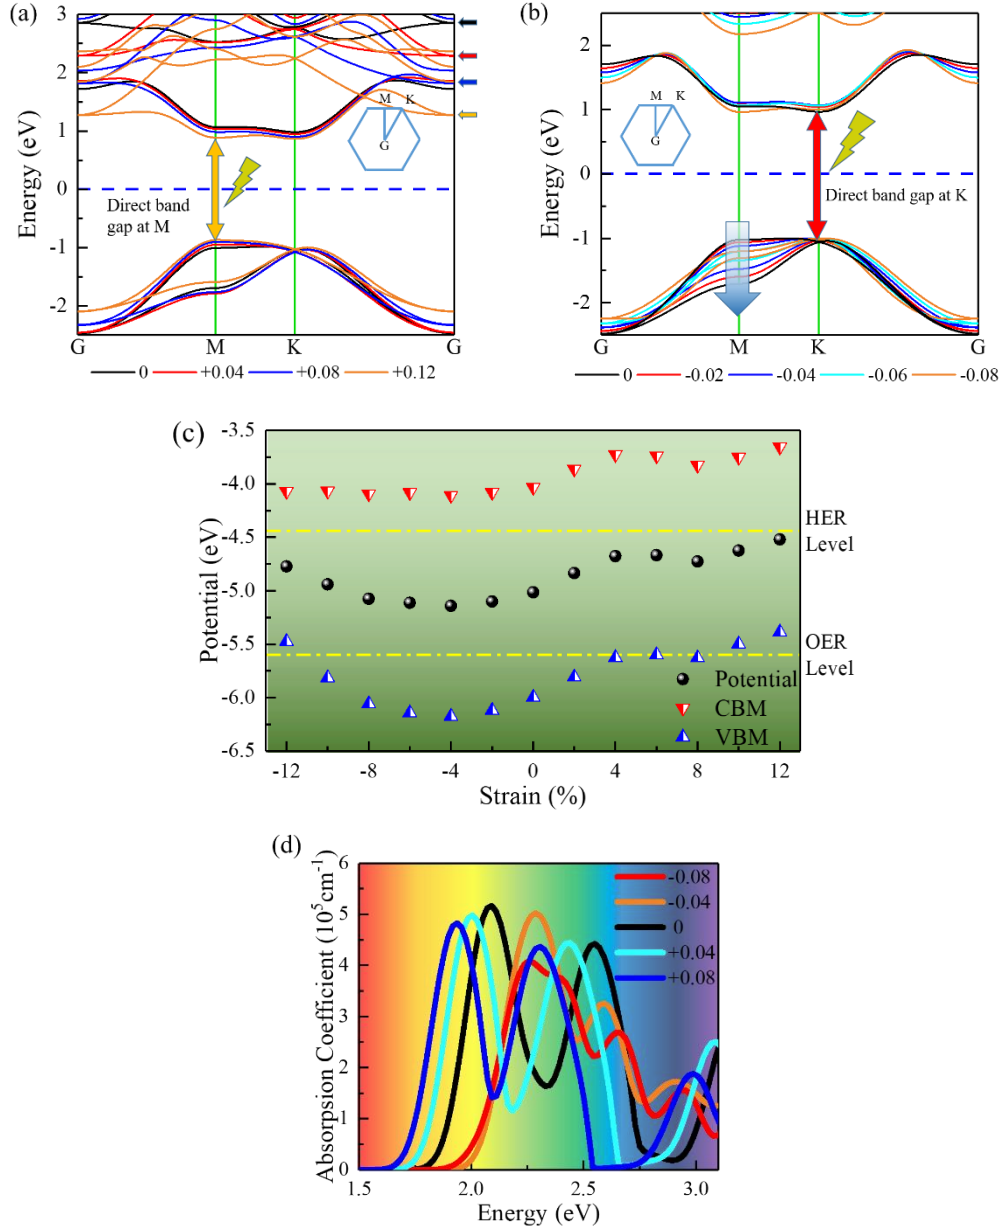 (a)
3
2
1
0
-1
-2
Energy (eV)
M K
G
Direct band
gap at M
G M K G
0 +0.04 +0.08 +0.12
(b)
2
1
0
-1
-2
Energy (eV)
M K
G
Direct band gap at K
G M K G
0 -0.02 -0.04 -0.06 -0.08
(c)
-3.5
-4.0
-4.5
-5.0
-5.5
-6.0
-6.5
Potential (eV)
HER
Level
OER
Level
Potential
CBM
VBM
-12 -8 -4 0 4 8 12
Strain (%)
(d)
6
5
4
3
2
1
0
Absorpsion Coefficient (10⁵cm⁻¹)
-0.08
-0.04
0
+0.04
+0.08
1.5 2.0 2.5 3.0
Energy (eV)